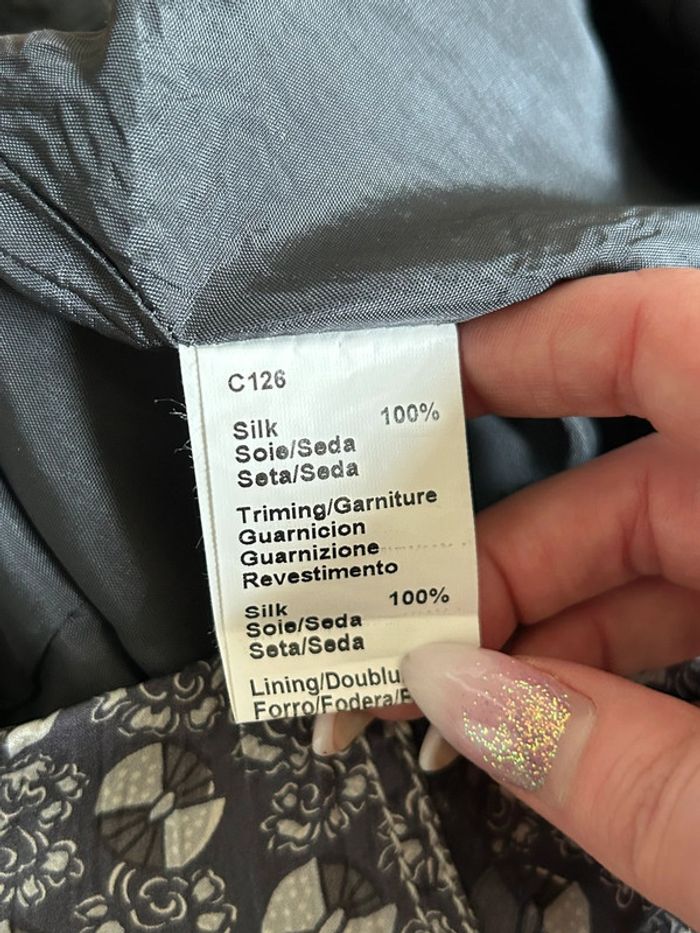 C126
Silk 100%
Soie/Seda
Seta/Seda
Triming/Garniture
Guarnicion
Guarnizione
Revestimento
Silk 100%
Soie/Seda
Seta/Seda
Lining/Doublu
Forro/Fodera/F